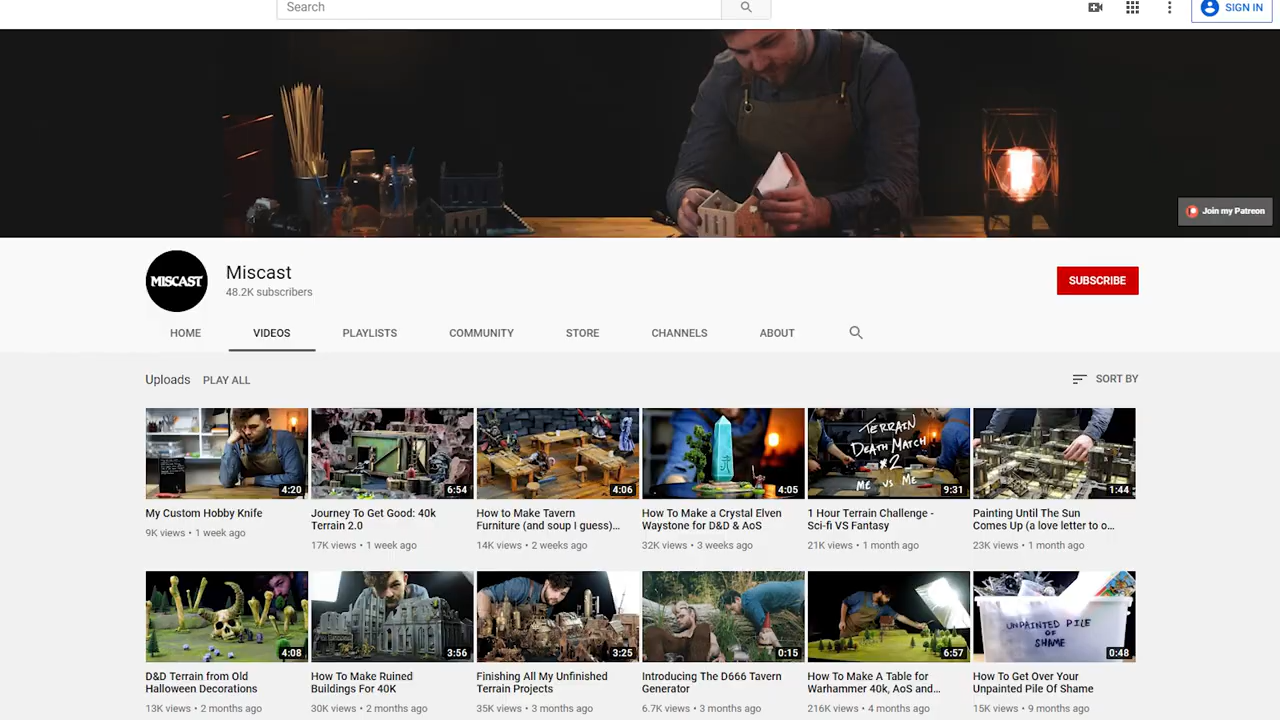 Search
SIGN IN
Join my Patreon
MISCAST
Miscast
48.2K subscribers
SUBSCRIBE
HOME VIDEOS PLAYLISTS COMMUNITY STORE CHANNELS ABOUT
Uploads PLAY ALL
SORT BY
4:20
6:54
4:06
4:05
TERRAIN
DEATH MATCH
#2
ME VS ME
9:31
1:44
My Custom Hobby Knife
9K views • 1 week ago
Journey To Get Good: 40k
Terrain 2.0
17K views • 1 week ago
How to Make Tavern
Furniture (and soup I guess)...
14K views • 2 weeks ago
How To Make a Crystal Elven
Waystone for D&D & AoS
32K views • 3 weeks ago
1 Hour Terrain Challenge -
Sci-fi VS Fantasy
21K views • 1 month ago
Painting Until The Sun
Comes Up (a love letter to o...
23K views • 1 month ago
4:08
3:56
3:25
0:15
6:57
UNPAINTED PILE
OF
SHAME
0:48
D&D Terrain from Old
Halloween Decorations
13K views • 2 months ago
How To Make Ruined
Buildings For 40K
30K views • 2 months ago
Finishing All My Unfinished
Terrain Projects
35K views • 3 months ago
Introducing The D666 Tavern
Generator
6.7K views • 3 months ago
How To Make A Table for
Warhammer 40k, AoS and...
216K views • 4 months ago
How To Get Over Your
Unpainted Pile Of Shame
15K views • 9 months ago